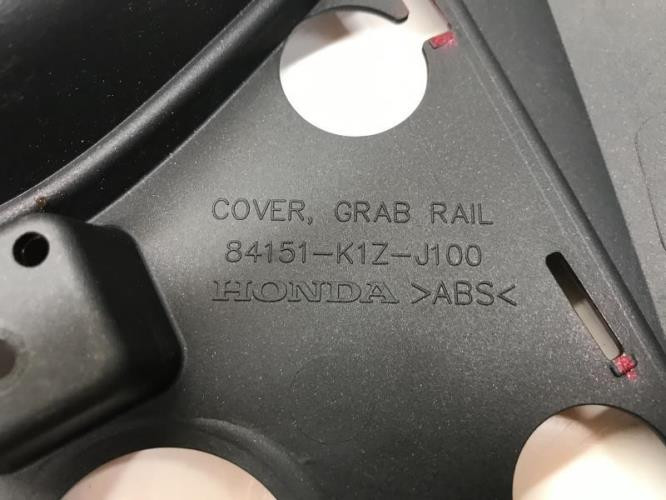 COVER, GRAB RAIL
84151-K1Z-J100
HONDA >ABS<